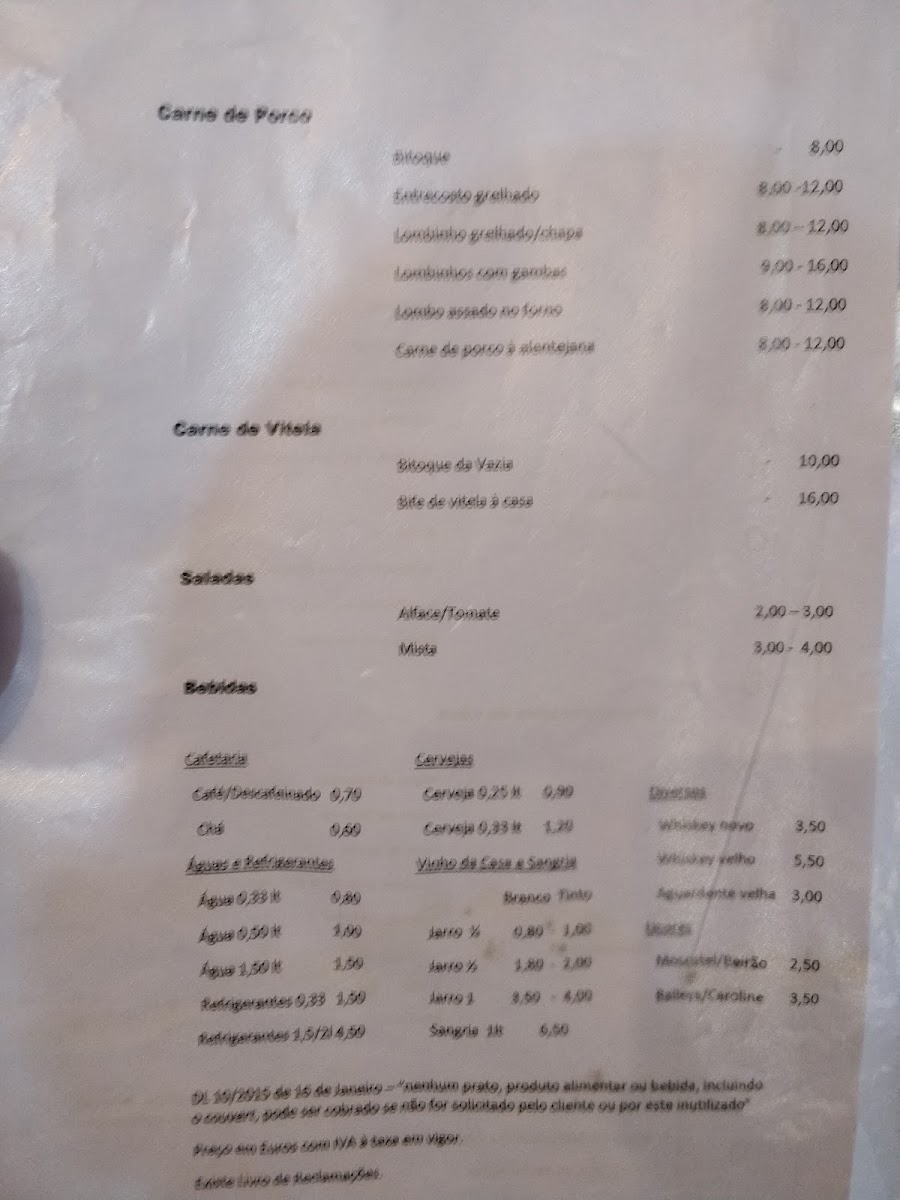 Carne de Porco
Bitoque - 8,00
Entrecosto grelhado 8,00 -12,00
Lombinho grelhado/chapa 8,00 – 12,00
Lombinhos com gambas 9,00 - 16,00
Lombo assado no forno 8,00 - 12,00
Carne de porco à alentejana 8,00 - 12,00
Carne de Vitela
Bitoque da Vazia - 10,00
Bife de vitela à casa - 16,00
Saladas
Alface/Tomate 2,00 – 3,00
Mista 3,00 - 4,00
Bebidas
Cafetaria
Café/Descafeinado 0,70
Chá 0,60
Águas e Refrigerantes
Água 0,33 lt 0,80
Água 0,50 lt 1,00
Água 1,50 lt 1,50
Refrigerantes 0,33 1,50
Refrigerantes 1,5/2l
Cervejas
Cerveja 0,25 lt 0,90
Cerveja 0,33 lt 1,20
Vinho da Casa e Sangria
Branco Tinto
Jarro ¼ 0,80 - 1,00
Jarro ½ 1,80 - 2,00
Jarro 1 3,50 - 4,00
Sangria 1lt 6,50
Diversos
Whiskey novo 3,50
Whiskey velho 5,50
Aguardente velha 3,00
Licores
Moscatel/Beirão 2,50
Baileys/Caroline 3,50
DL 10/2015 de 16 de Janeiro – "nenhum prato, produto alimentar ou bebida, incluindo
o couvert, pode ser cobrado se não for solicitado pelo cliente ou por este inutilizado"
Preço em Euros com IVA à taxa em vigor.
Existe Livro de Reclamações.